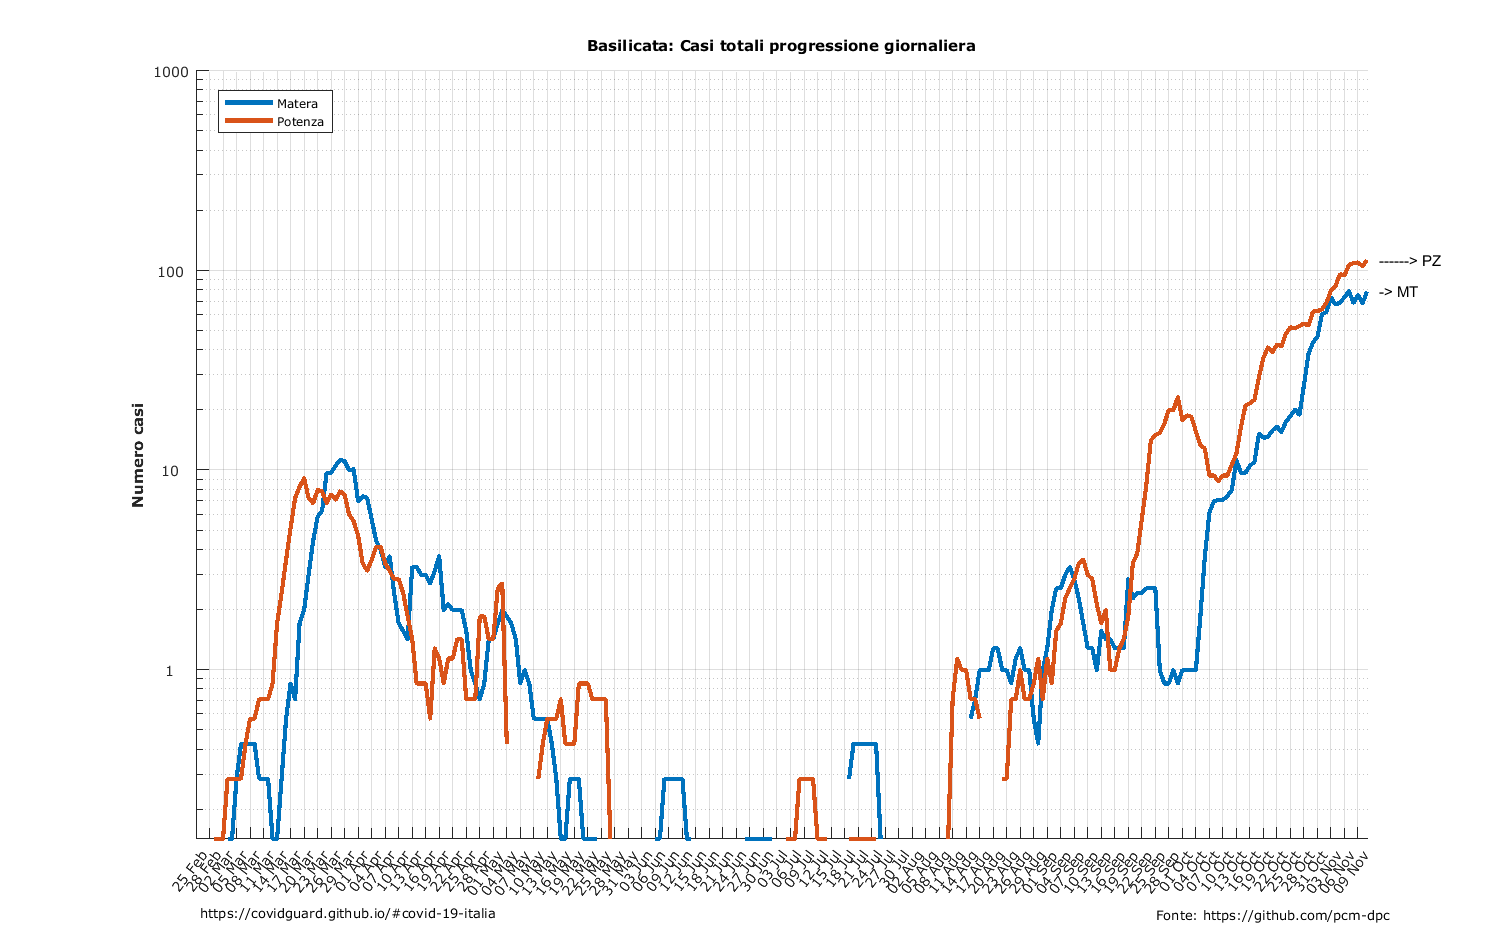 Basilicata: Casi totali progressione giornaliera
1000
100
10
1
Numero casi
Matera
Potenza
------> PZ
-> MT
25 Feb
28 Feb
02 Mar
05 Mar
08 Mar
11 Mar
14 Mar
17 Mar
20 Mar
23 Mar
26 Mar
29 Mar
01 Apr
04 Apr
07 Apr
10 Apr
13 Apr
16 Apr
19 Apr
22 Apr
25 Apr
28 Apr
01 May
04 May
07 May
10 May
13 May
16 May
19 May
22 May
25 May
28 May
31 May
03 Jun
06 Jun
09 Jun
12 Jun
15 Jun
18 Jun
21 Jun
24 Jun
27 Jun
30 Jun
03 Jul
06 Jul
09 Jul
12 Jul
15 Jul
18 Jul
21 Jul
24 Jul
27 Jul
30 Jul
02 Aug
05 Aug
08 Aug
11 Aug
14 Aug
17 Aug
20 Aug
23 Aug
26 Aug
29 Aug
01 Sep
04 Sep
07 Sep
10 Sep
13 Sep
16 Sep
19 Sep
22 Sep
25 Sep
28 Sep
01 Oct
04 Oct
07 Oct
10 Oct
13 Oct
16 Oct
19 Oct
22 Oct
25 Oct
28 Oct
31 Oct
03 Nov
06 Nov
09 Nov
https://covidguard.github.io/#covid-19-italia
Fonte: https://github.com/pcm-dpc